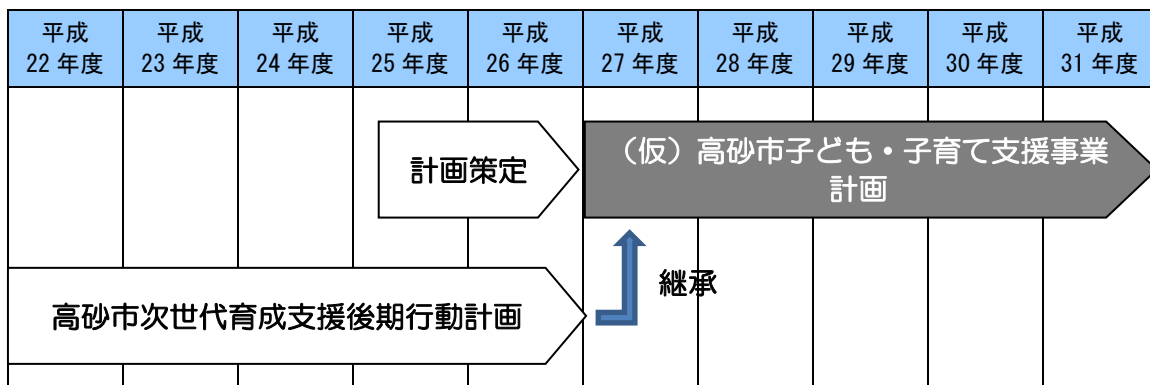 平成
22 年度
平成
23 年度
平成
24 年度
平成
25 年度
平成
26 年度
平成
27 年度
平成
28 年度
平成
29 年度
平成
30 年度
平成
31 年度
計画策定
（仮）高砂市子ども・子育て支援事業
計画
継承
高砂市次世代育成支援後期行動計画